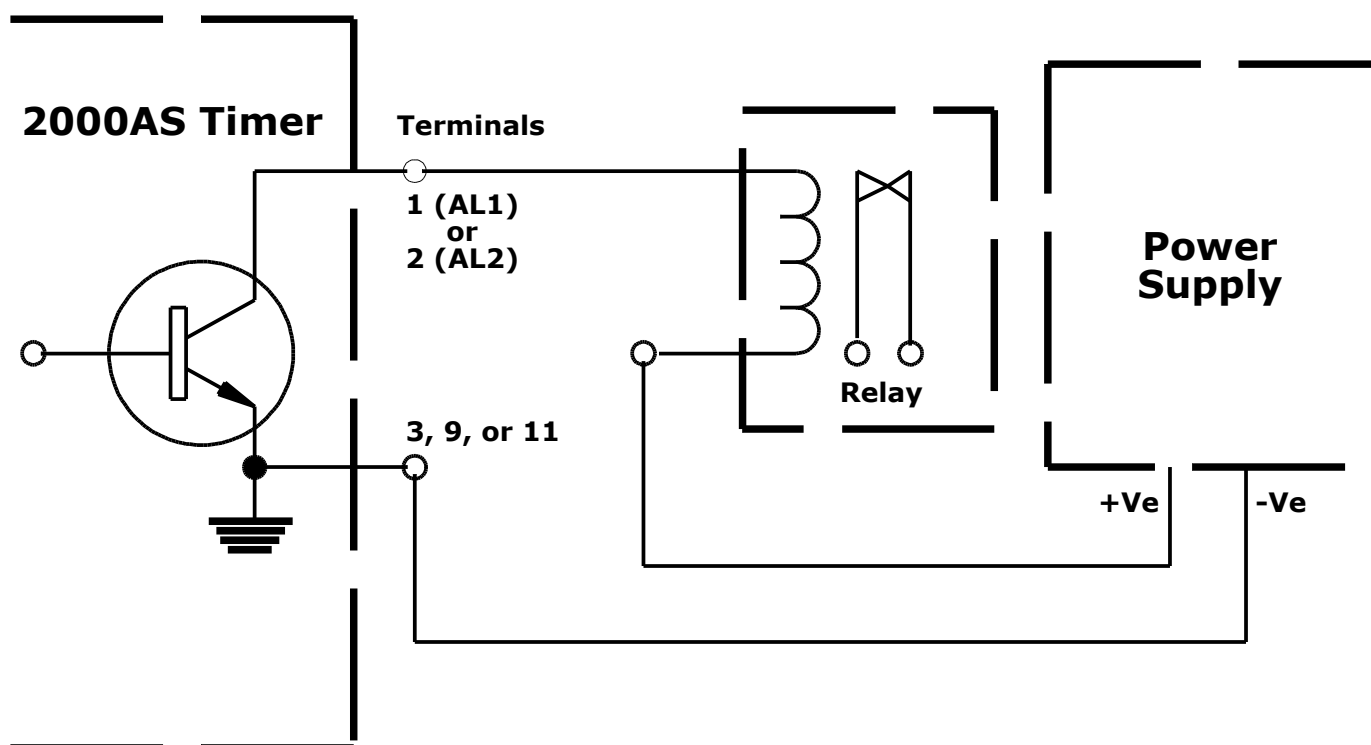 2000AS Timer
Terminals
1 (AL1)
or
2 (AL2)
3, 9, or 11
Relay
Power
Supply
+Ve
-Ve